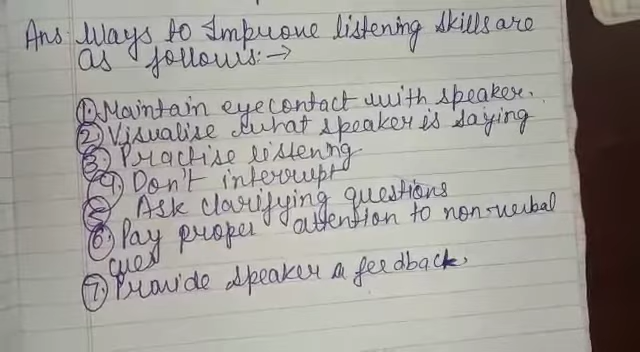 Ans: Ways to Improve listening skills are
as follows:→
1. Maintain eyecontact with speaker.
2 Visualise what speaker is saying
3. Practise listening
4. Don't interrupt
5 Ask clarifying questions
6. Pay proper attention to non-verbal
cues
7. Provide speaker a feedback.